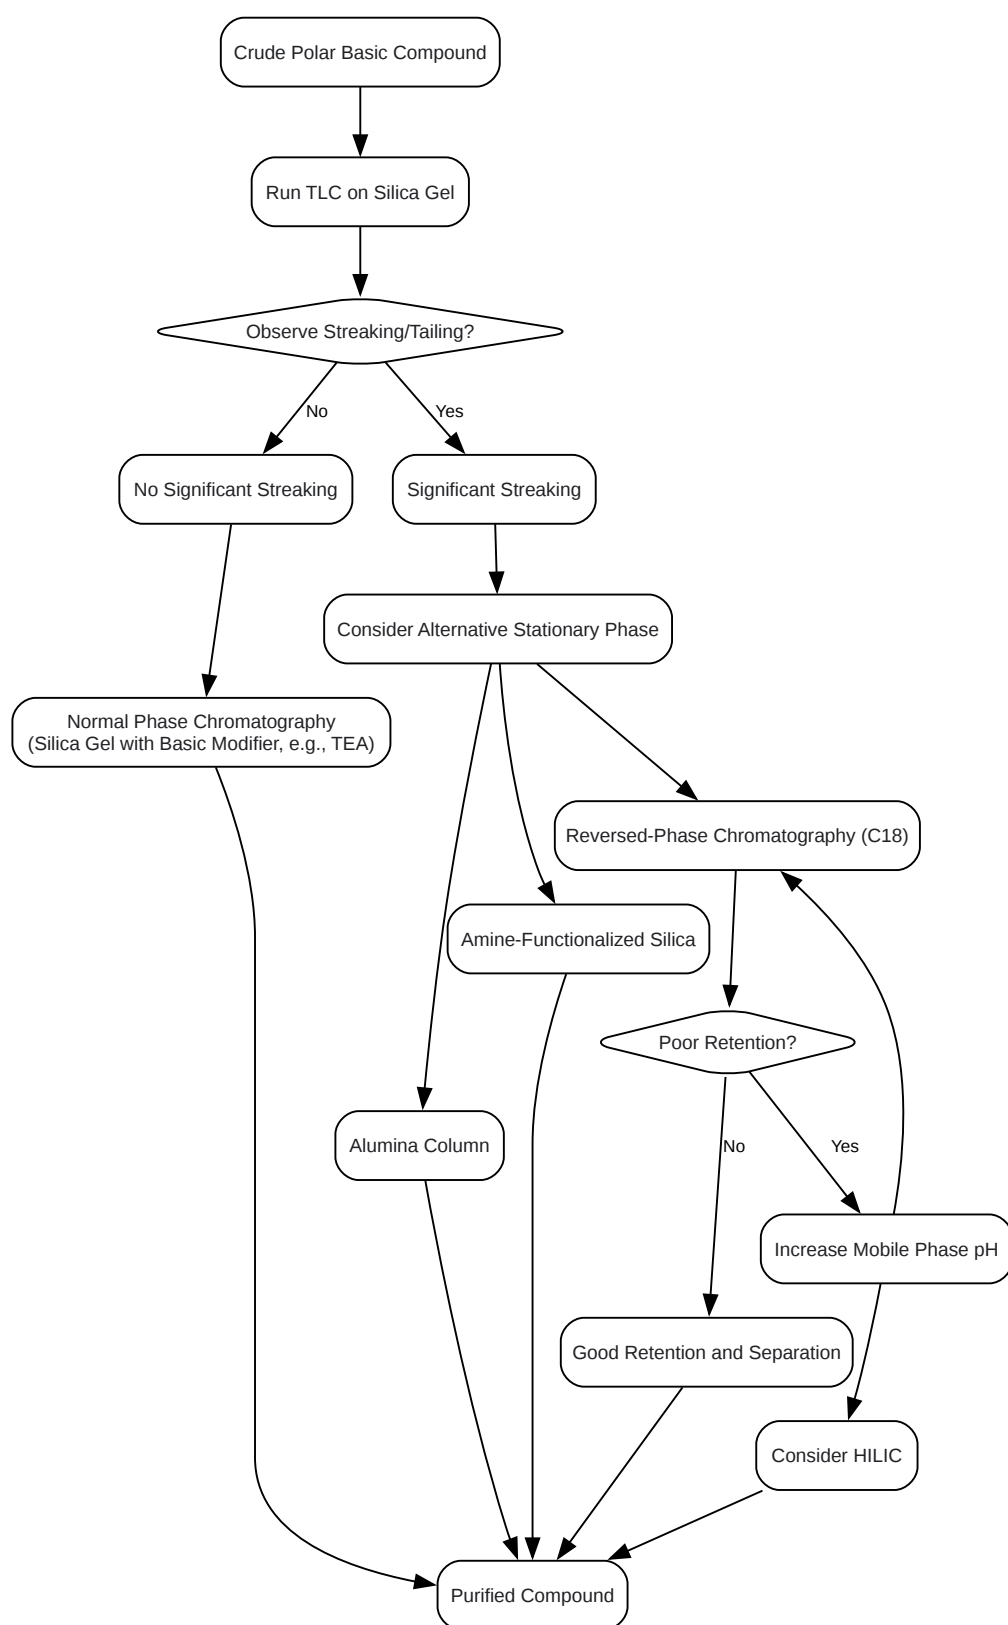 Crude Polar Basic Compound
Run TLC on Silica Gel
Observe Streaking/Tailing?
No
Yes
No Significant Streaking
Significant Streaking
Consider Alternative Stationary Phase
Normal Phase Chromatography
(Silica Gel with Basic Modifier, e.g., TEA)
Reversed-Phase Chromatography (C18)
Amine-Functionalized Silica
Poor Retention?
Alumina Column
No
Yes
Increase Mobile Phase pH
Good Retention and Separation
Consider HILIC
Purified Compound